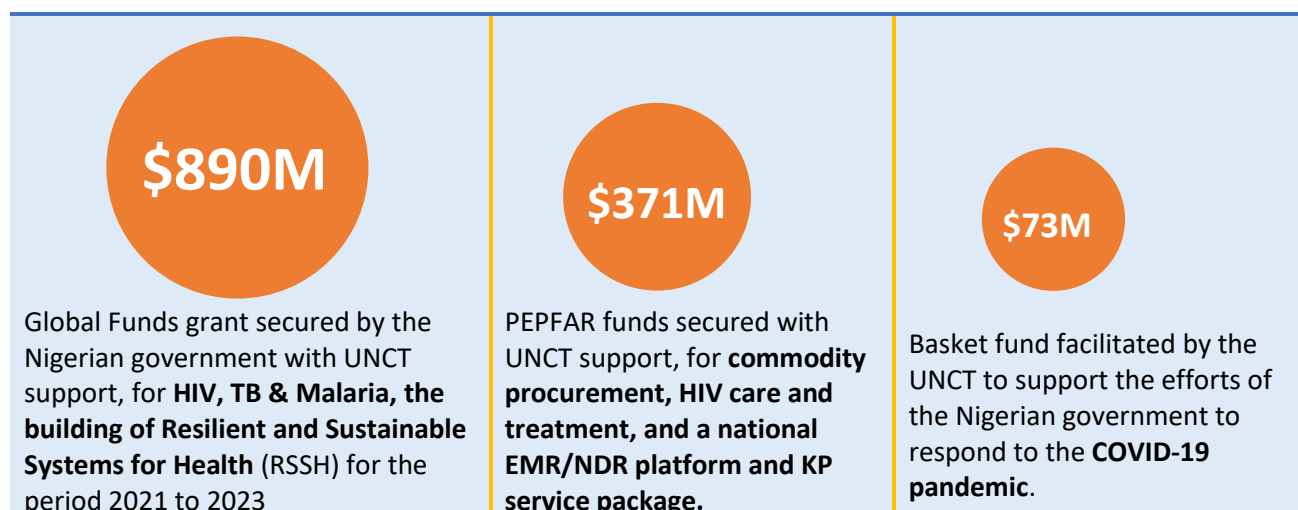 $890M
Global Funds grant secured by the
Nigerian government with UNCT
support, for HIV, TB & Malaria, the
building of Resilient and Sustainable
Systems for Health (RSSH) for the
period 2021 to 2023
$371M
PEPFAR funds secured with
UNCT support, for commodity
procurement, HIV care and
treatment, and a national
EMR/NDR platform and KP
service package.
$73M
Basket fund facilitated by the
UNCT to support the efforts of
the Nigerian government to
respond to the COVID-19
pandemic.